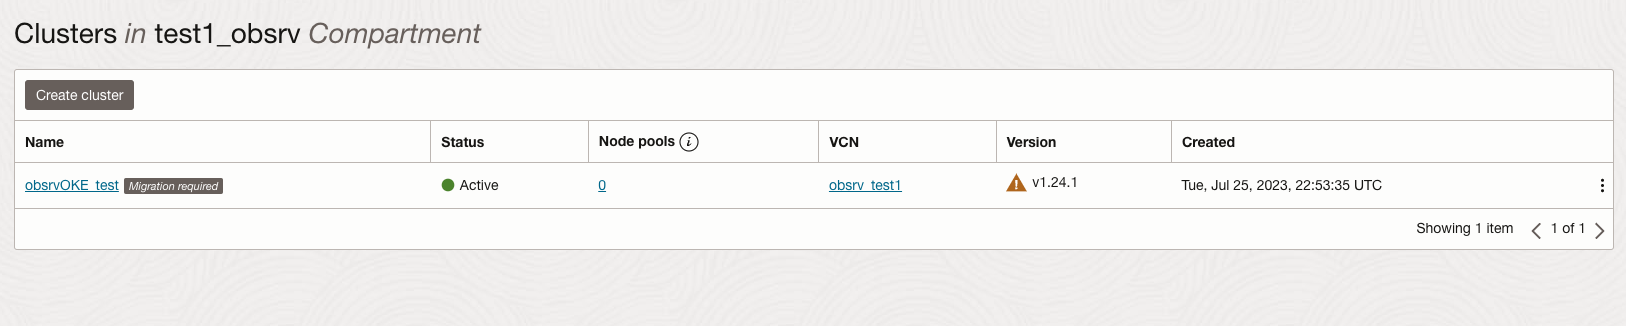 Clusters in test1_obsrv Compartment
Create cluster
Name Status Node pools i VCN Version Created
obsrvOKE_test Migration required Active 0 obsrv_test1 v1.24.1 Tue, Jul 25, 2023, 22:53:35 UTC
Showing 1 item 1 of 1